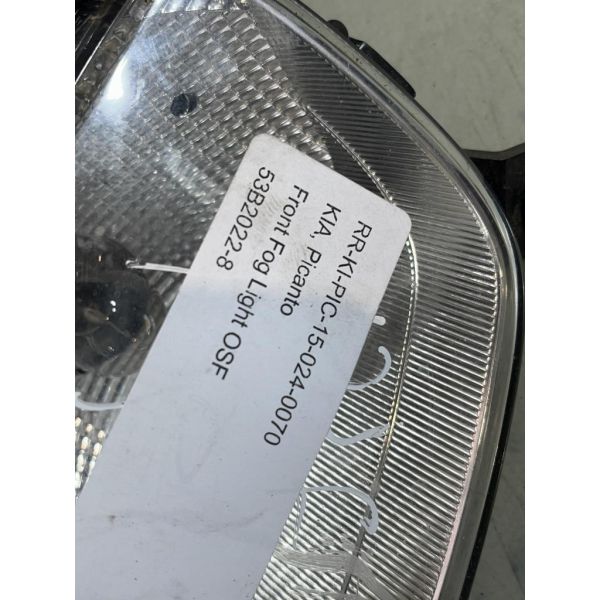 RR-KI-PIC-15-024-0070
KIA, Picanto
Front Fog Light OSF
53B2022-8